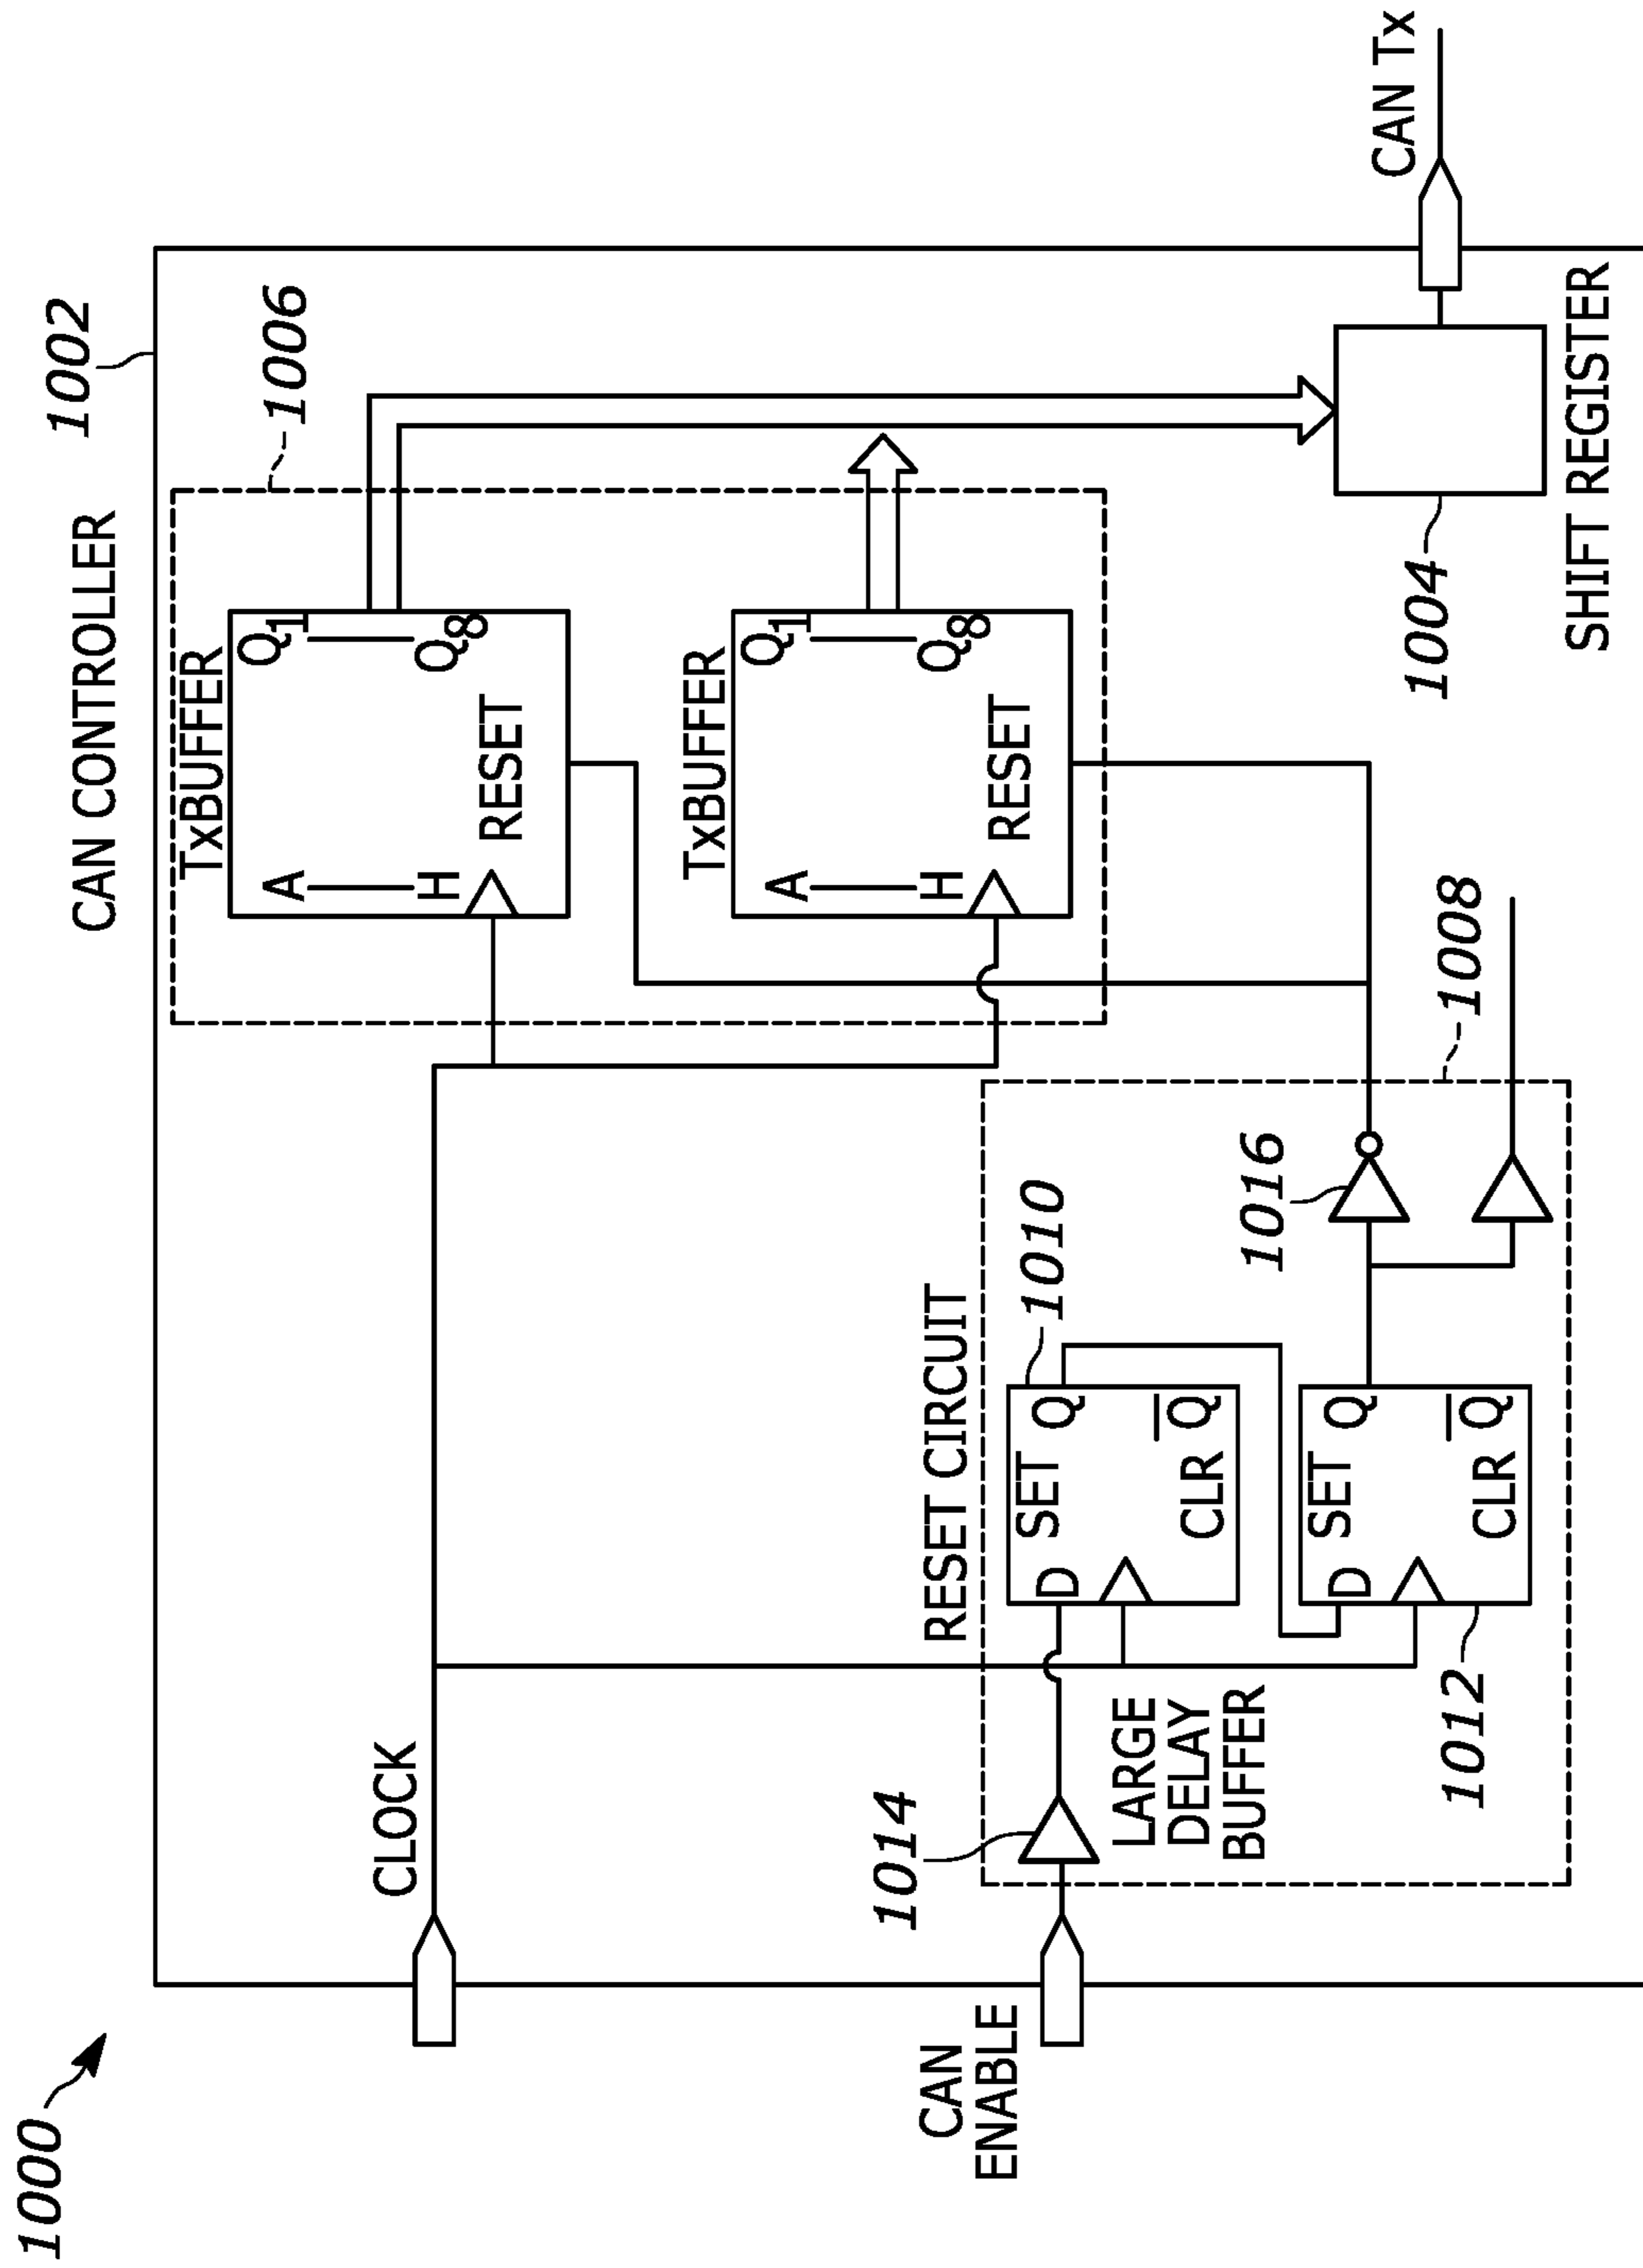 1000
CAN CONTROLLER
1002
1006
TxBUFFER
A
H
Q1
Q8
RESET
TxBUFFER
A
H
Q1
Q8
RESET
CLOCK
CAN
ENABLE
1014
LARGE
DELAY
BUFFER
RESET CIRCUIT
1010
D
SET
Q
CLR
Q
D
SET
Q
CLR
Q
1012
1016
1008
1004
SHIFT REGISTER
CAN Tx